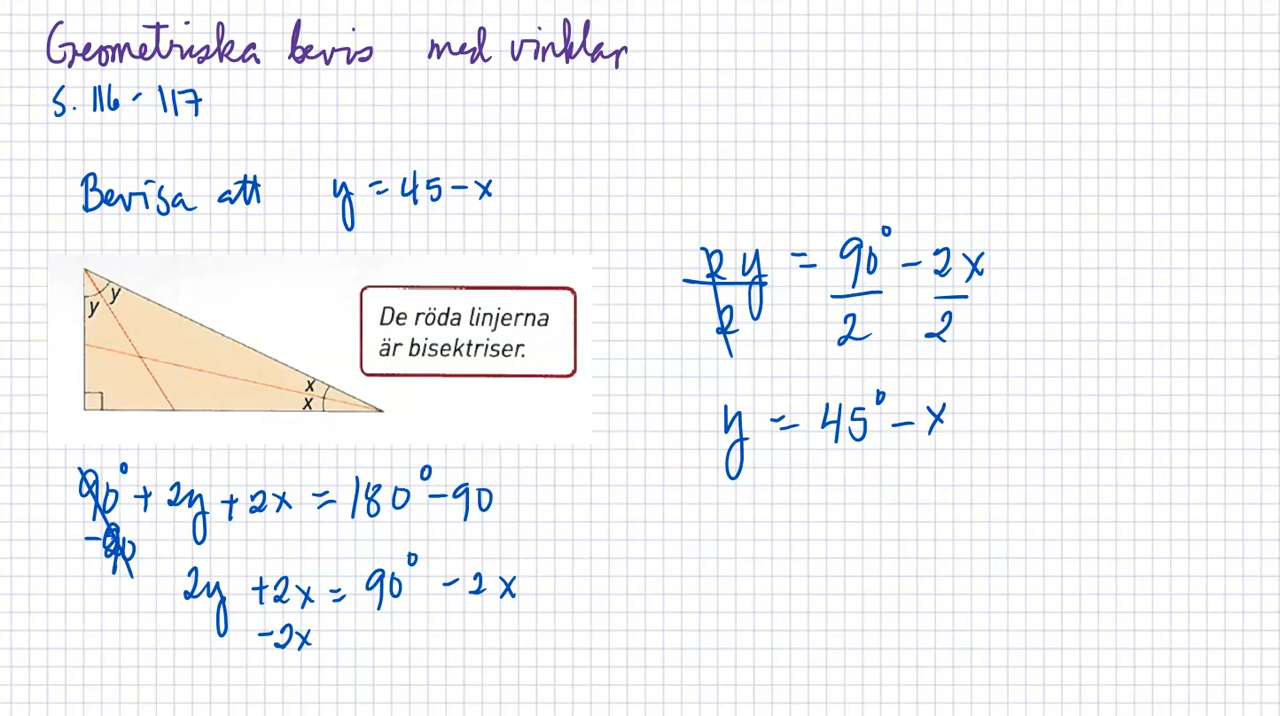 Geometriska bevis med vinklar
s. 116 - 117
Bevisa att y = 45 - x
y
y
x
x
De röda linjerna
är bisektriser.
90° + 2y + 2x = 180° - 90
-90
2y + 2x = 90° - 2x
-2x
2y = 90° - 2x
2 2 2
y = 45° - x